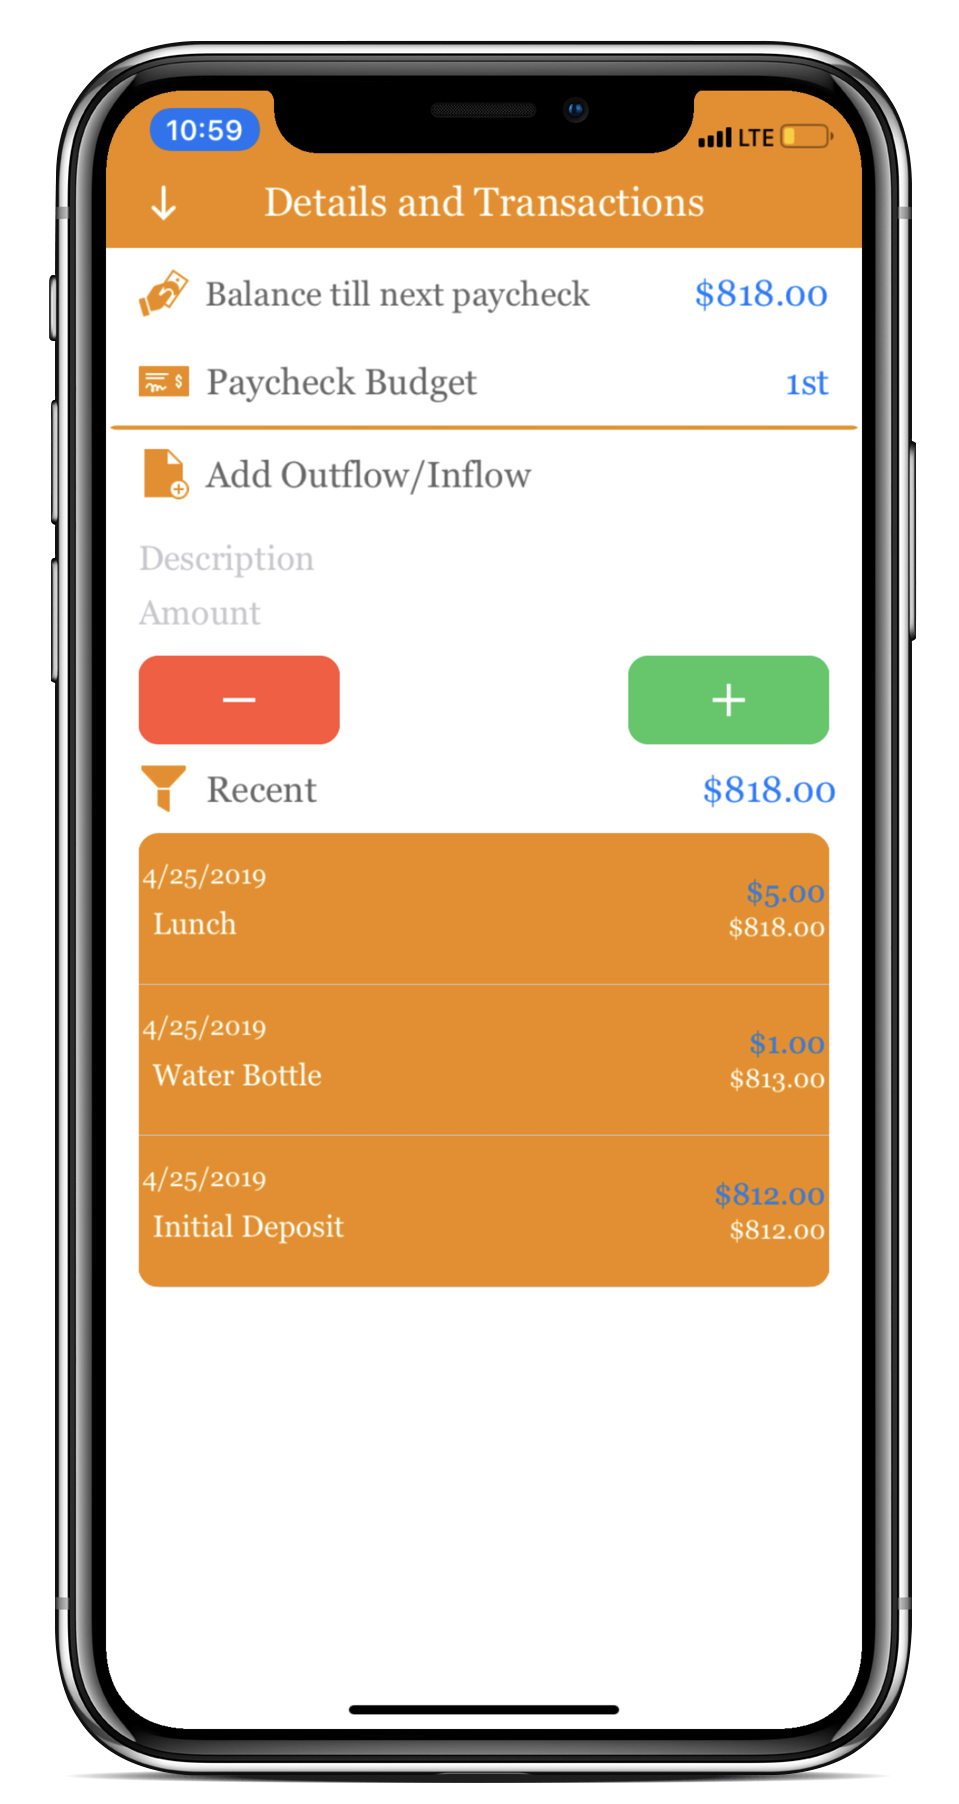 10:59 LTE
Details and Transactions
Balance till next paycheck $818.00
Paycheck Budget 1st
Add Outflow/Inflow
Description
Amount
− +
Recent $818.00
4/25/2019
$5.00
Lunch
$818.00
4/25/2019
$1.00
Water Bottle
$813.00
4/25/2019
$812.00
Initial Deposit
$812.00